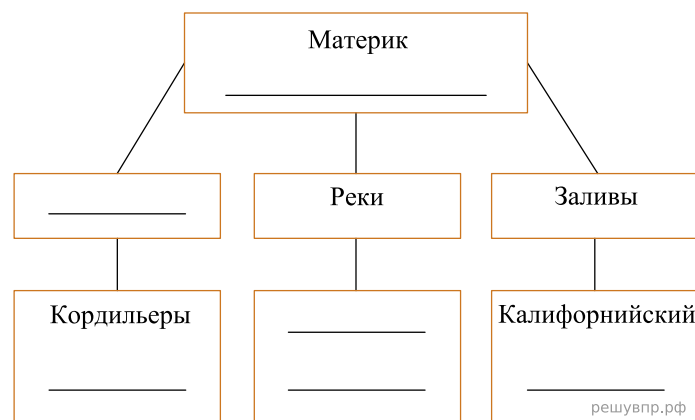 Материк
Реки
Заливы
Кордильеры
Калифорнийский
решувпр.рф